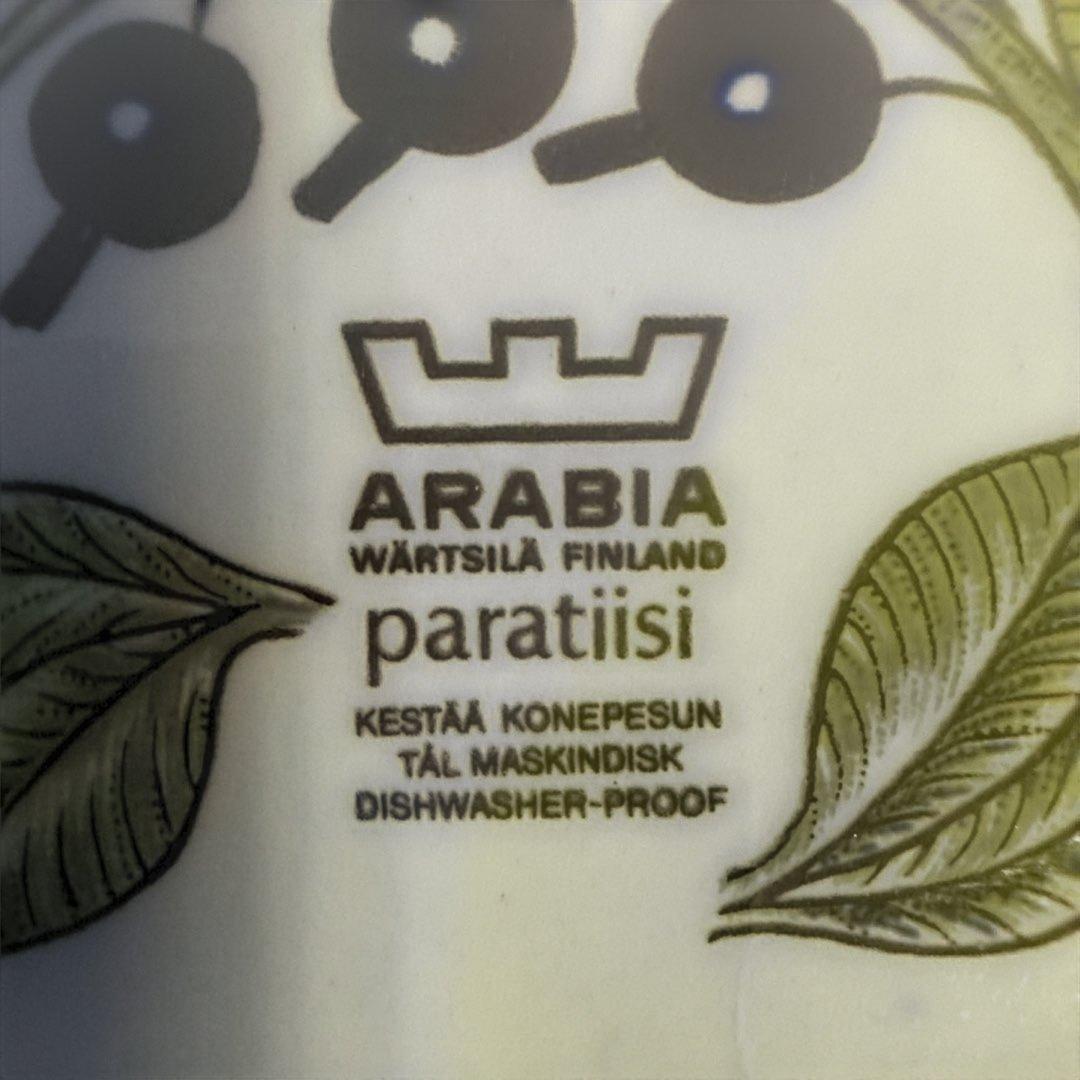 ARABIA
WÄRTSILÄ FINLAND
paratiisi
KESTÄÄ KONEPESUN
TÅL MASKINDISK
DISHWASHER-PROOF